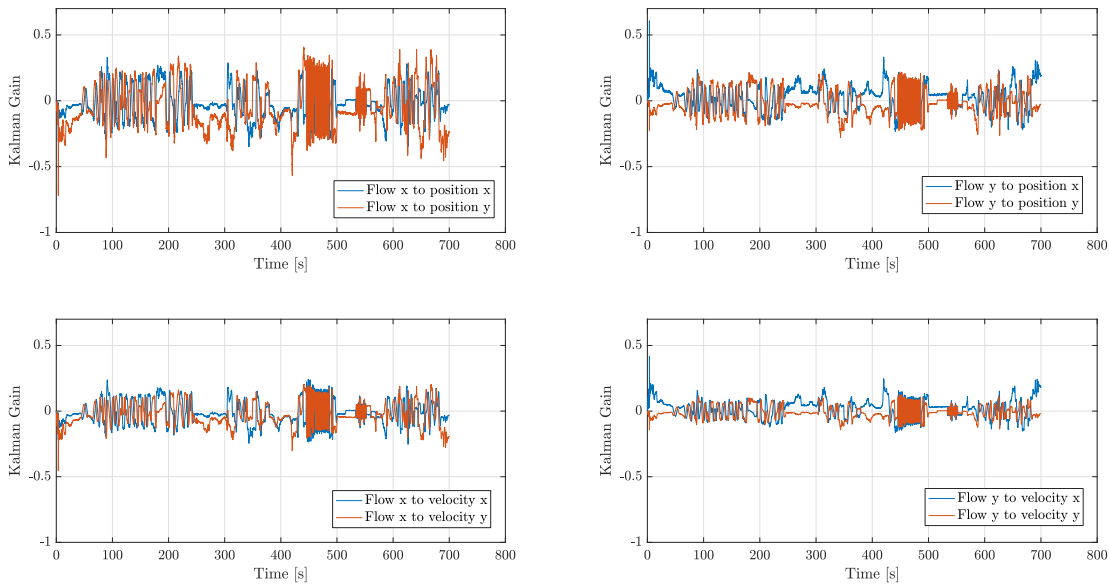 0.5
0
-0.5
-1
Kalman Gain
0 100 200 300 400 500 600 700 800
Time [s]
Flow x to position x
Flow x to position y
0.5
0
-0.5
-1
Kalman Gain
0 100 200 300 400 500 600 700 800
Time [s]
Flow y to position x
Flow y to position y
0.5
0
-0.5
-1
Kalman Gain
0 100 200 300 400 500 600 700 800
Time [s]
Flow x to velocity x
Flow x to velocity y
0.5
0
-0.5
-1
Kalman Gain
0 100 200 300 400 500 600 700 800
Time [s]
Flow y to velocity x
Flow y to velocity y